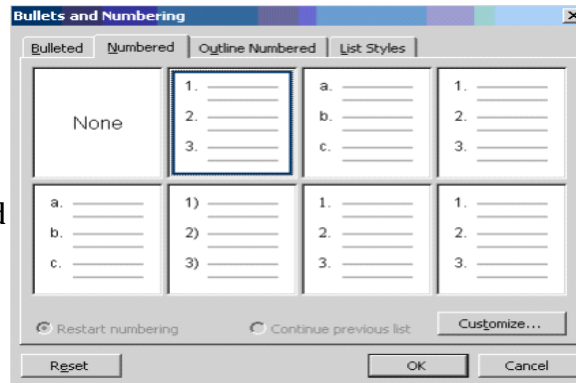 Bullets and Numbering
Bulleted Numbered Outline Numbered List Styles
None
1.
2.
3.
a.
b.
c.
1.
2.
3.
d
a.
b.
c.
1)
2)
3)
1.
2.
3.
1.
2.
3.
Restart numbering Continue previous list Customize...
Reset OK Cancel